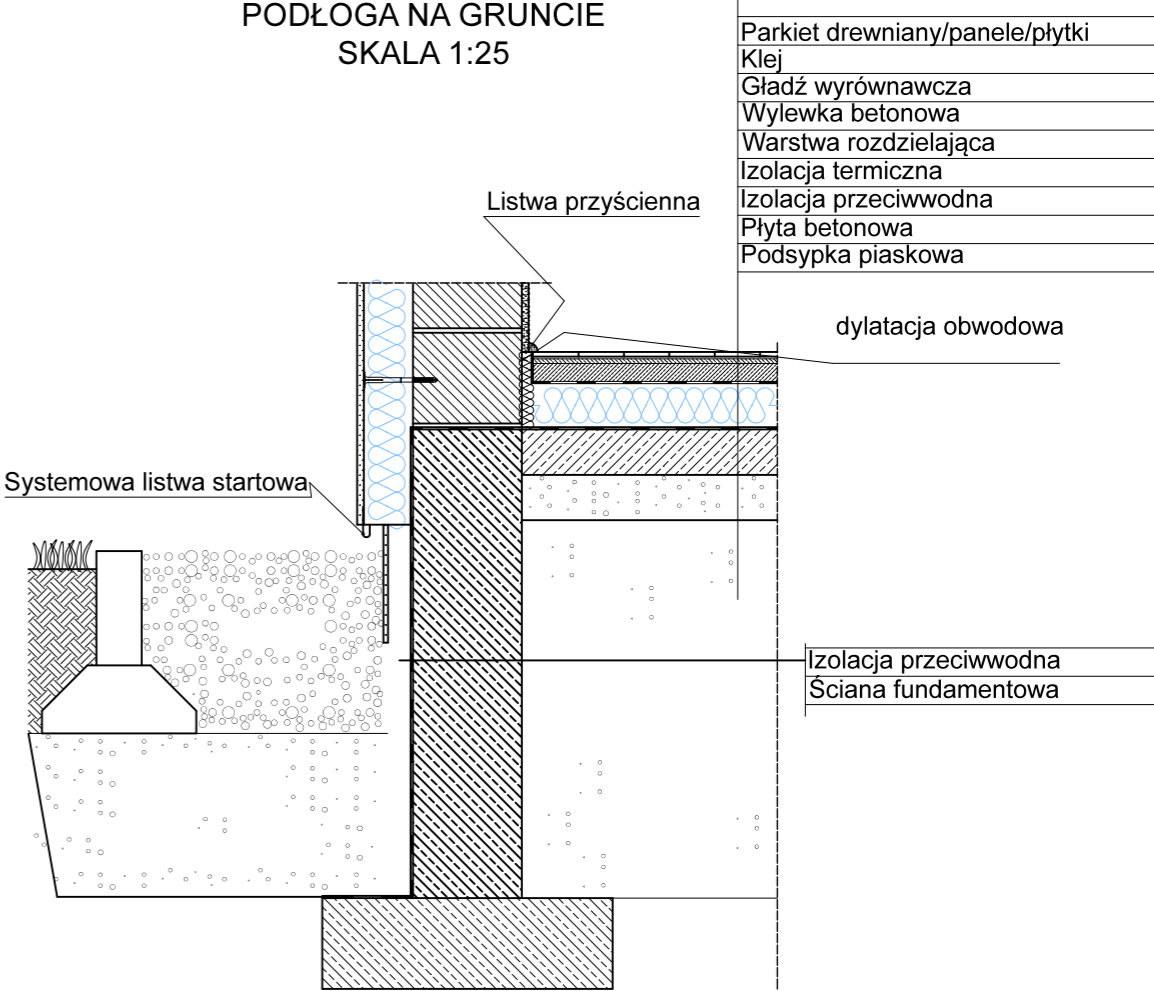 PODŁOGA NA GRUNCIE
SKALA 1:25
Parkiet drewniany/panele/płytki
Klej
Gładź wyrównawcza
Wylewka betonowa
Warstwa rozdzielająca
Izolacja termiczna
Izolacja przeciwwodna
Płyta betonowa
Podsypka piaskowa
Listwa przyścienna
dylatacja obwodowa
Systemowa listwa startowa
Izolacja przeciwwodna
Ściana fundamentowa